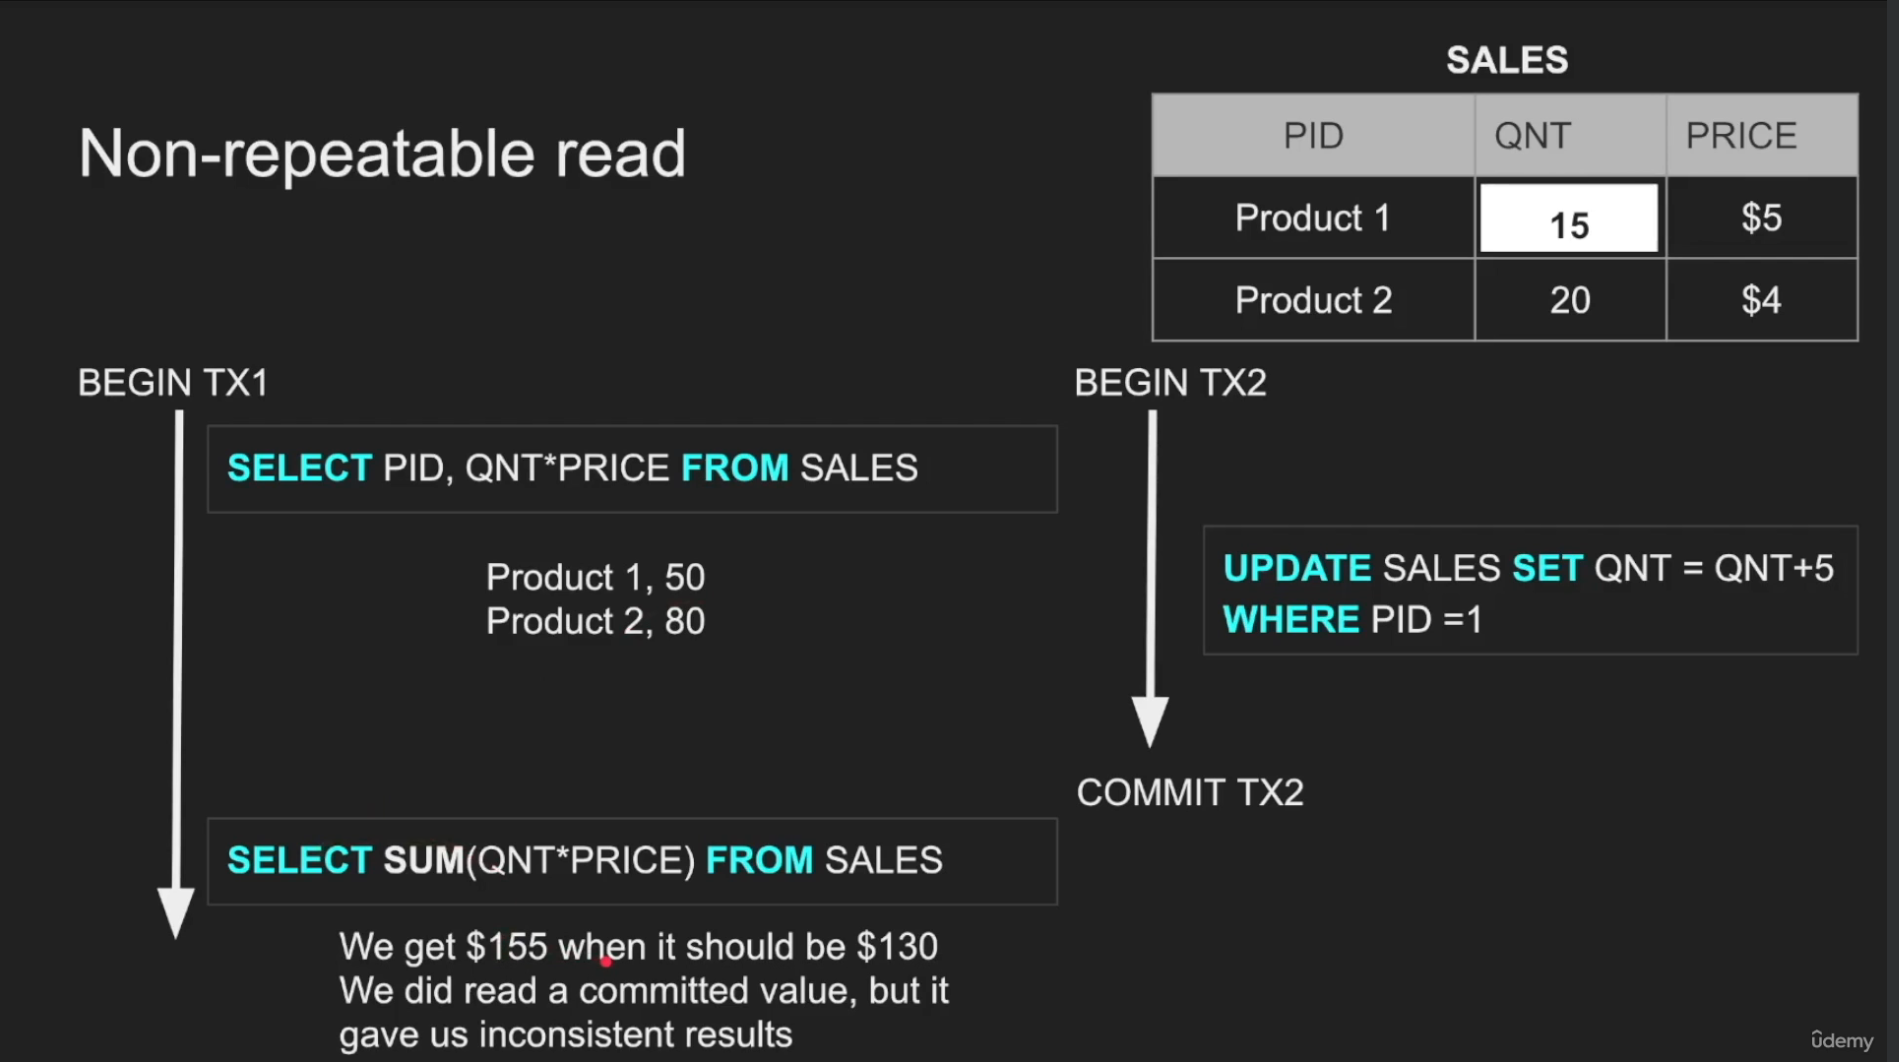 Non-repeatable read
SALES
PID QNT PRICE
Product 1 15 $5
Product 2 20 $4
BEGIN TX1
SELECT PID, QNT*PRICE FROM SALES
Product 1, 50
Product 2, 80
BEGIN TX2
UPDATE SALES SET QNT = QNT+5
WHERE PID =1
COMMIT TX2
SELECT SUM(QNT*PRICE) FROM SALES
We get $155 when it should be $130
We did read a committed value, but it
gave us inconsistent results
ûdemy